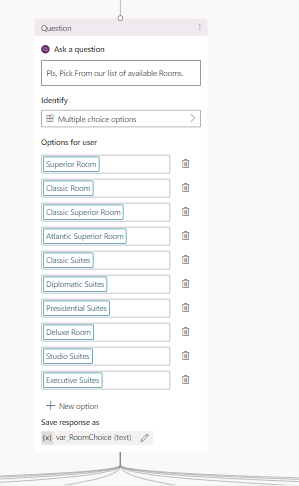 Question
Ask a question
Pls, Pick From our list of available Rooms.
Identify
Multiple choice options
Options for user
Superior Room
Classic Room
Classic Superior Room
Atlantic Superior Room
Classic Suites
Diplomatic Suites
Presidential Suites
Deluxe Room
Studio Suites
Executive Suites
New option
Save response as
{x} var_RoomChoice (text)